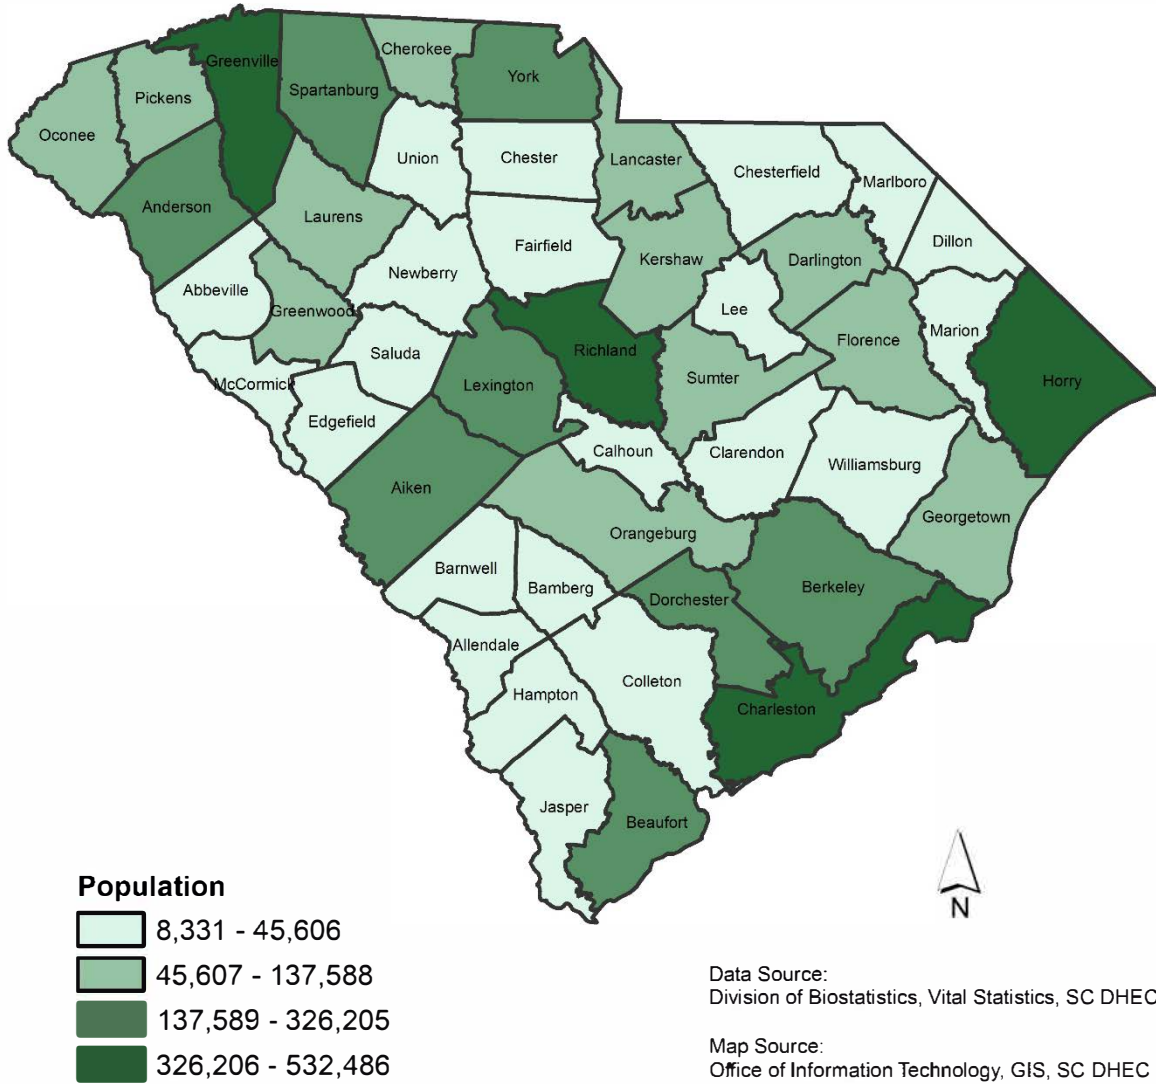 Cherokee
Greenville
York
Spartanburg
Pickens
Oconee
Union
Chester
Lancaster
Chesterfield
Marlboro
Anderson
Laurens
Fairfield
Dillon
Kershaw
Darlington
Newberry
Abbeville
Greenwood
Lee
Marion
Florence
Richland
Saluda
Sumter
Horry
McCormick
Lexington
Edgefield
Calhoun
Clarendon
Williamsburg
Aiken
Georgetown
Orangeburg
Barnwell
Bamberg
Berkeley
Dorchester
Allendale
Colleton
Hampton
Charleston
Jasper
Beaufort
N
Population
8,331 - 45,606
45,607 - 137,588
137,589 - 326,205
326,206 - 532,486
Data Source:
Division of Biostatistics, Vital Statistics, SC DHEC
Map Source:
Office of Information Technology, GIS, SC DHEC